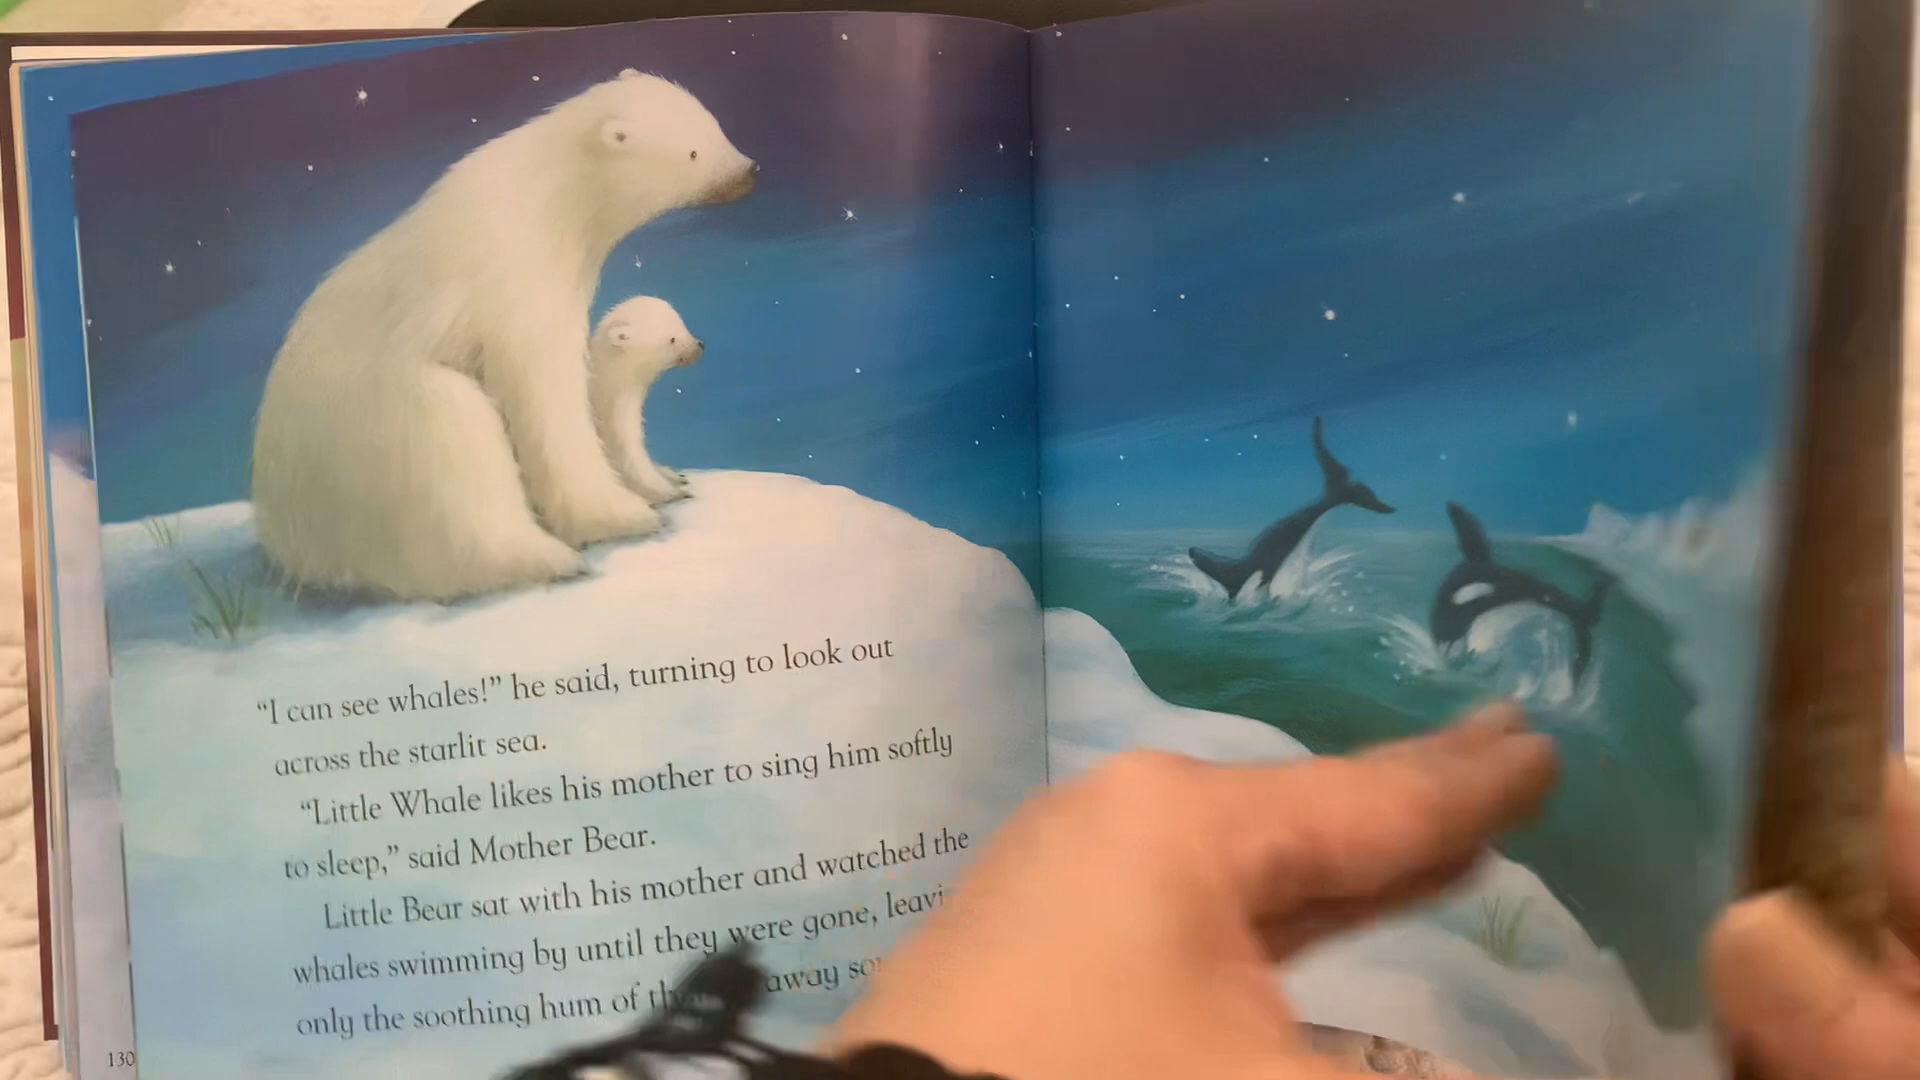 “I can see whales!” he said, turning to look out
across the starlit sea.
“Little Whale likes his mother to sing him softly
to sleep,” said Mother Bear.
Little Bear sat with his mother and watched the
whales swimming by until they were gone,
only the soothing hum of away
130